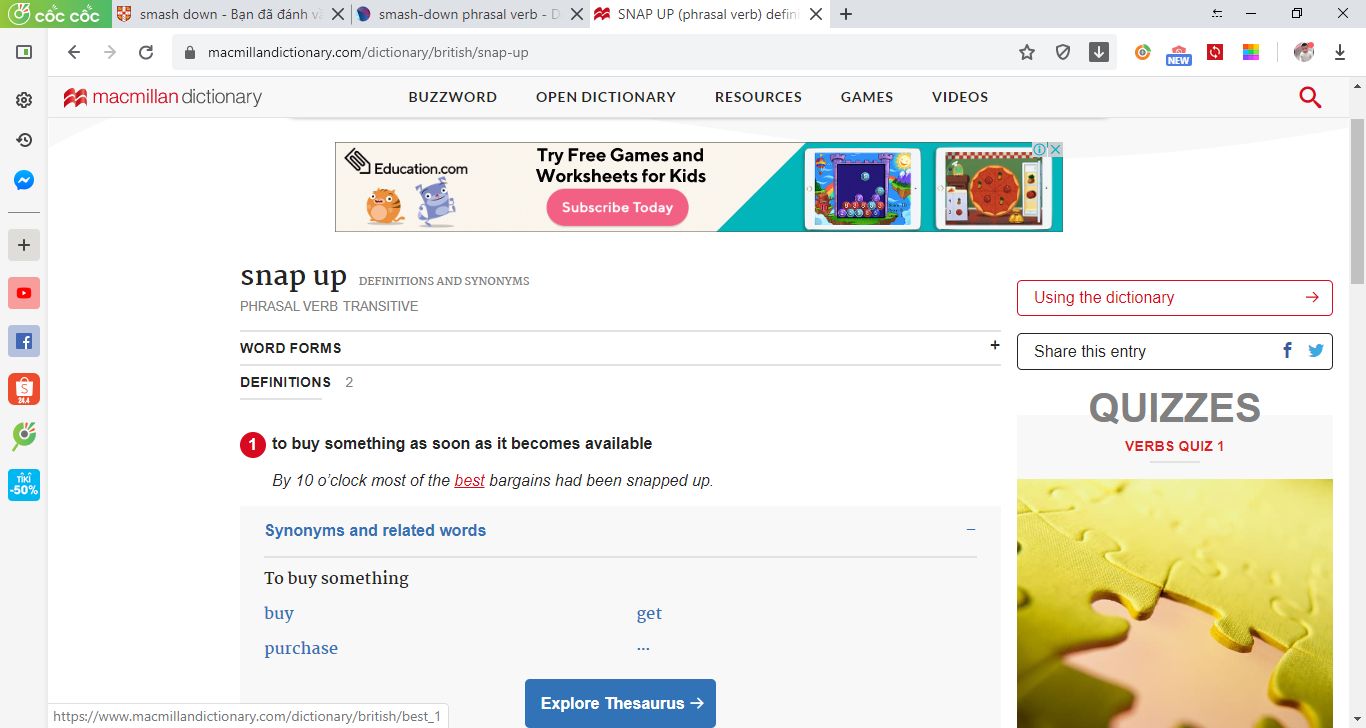 cốc cốc
smash down - Bạn đã đánh vầ
smash-down phrasal verb - D
SNAP UP (phrasal verb) defini
macmillandictionary.com/dictionary/british/snap-up
NEW
macmillan dictionary
BUZZWORD
OPEN DICTIONARY
RESOURCES
GAMES
VIDEOS
Education.com
Try Free Games and
Worksheets for Kids
Subscribe Today
snap up DEFINITIONS AND SYNONYMS
PHRASAL VERB TRANSITIVE
WORD FORMS +
DEFINITIONS 2
1 to buy something as soon as it becomes available
By 10 o’clock most of the best bargains had been snapped up.
Synonyms and related words −
To buy something
buy get
purchase ...
Explore Thesaurus →
Using the dictionary →
Share this entry
QUIZZES
VERBS QUIZ 1
24.4
TIKI
-50%
https://www.macmillandictionary.com/dictionary/british/best_1